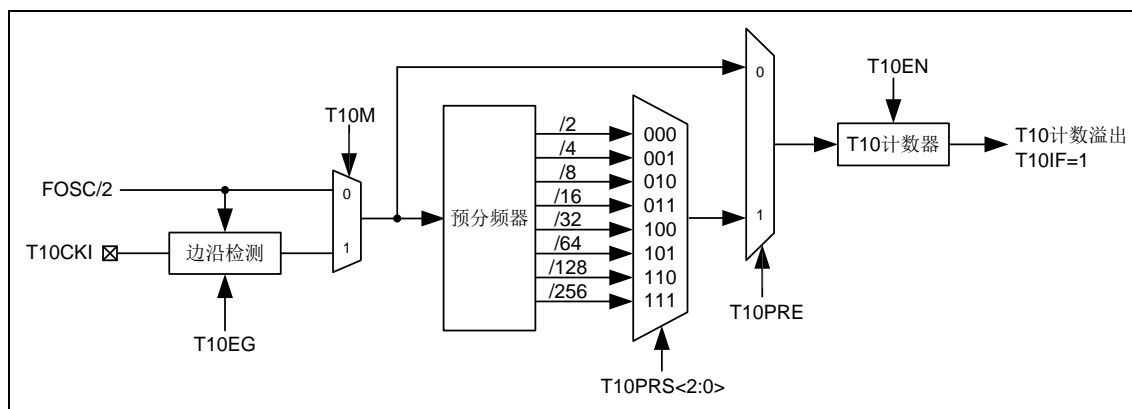 T10EN
T10M
0
/2
000
T10计数器
T10计数溢出
T10IF=1
/4
001
/8
010
FOSC/2
0
/16
011
预分频器
/32
100
1
T10CKI
边沿检测
1
/64
101
/128
110
/256
111
T10PRE
T10EG
T10PRS<2:0>